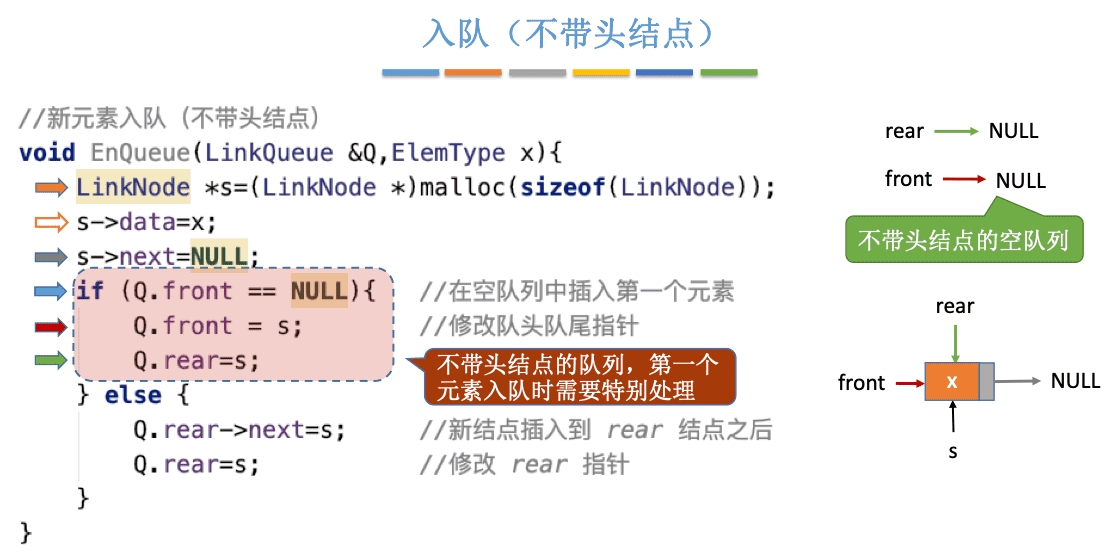 入队（不带头结点）
//新元素入队（不带头结点）
void EnQueue(LinkQueue &Q,ElemType x){
LinkNode *s=(LinkNode *)malloc(sizeof(LinkNode));
s->data=x;
s->next=NULL;
if (Q.front == NULL){ //在空队列中插入第一个元素
Q.front = s; //修改队头队尾指针
Q.rear=s;
不带头结点的队列，第一个
元素入队时需要特别处理
} else {
Q.rear->next=s; //新结点插入到 rear 结点之后
Q.rear=s; //修改 rear 指针
}
}
rear NULL
front NULL
不带头结点的空队列
rear
front x NULL
s